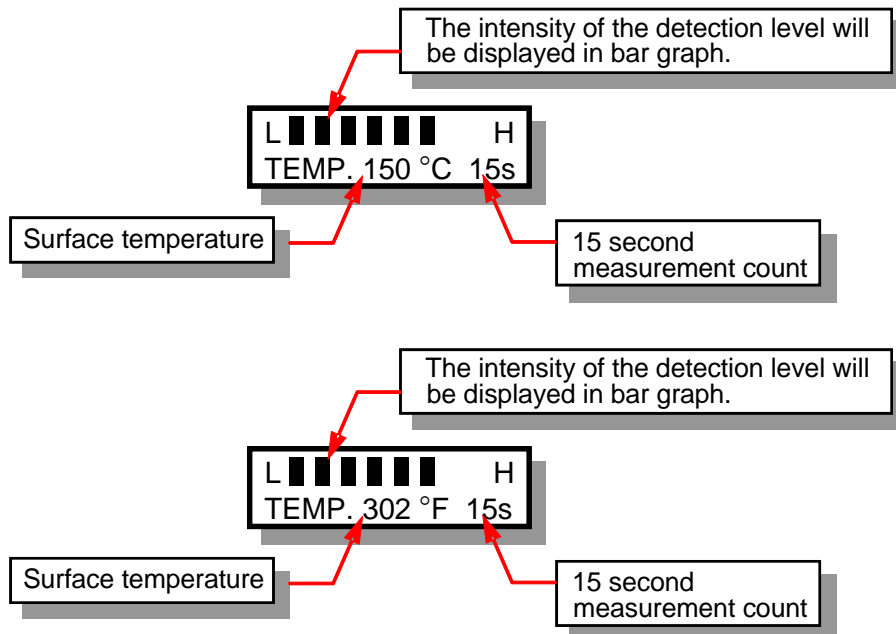 The intensity of the detection level will
be displayed in bar graph.
L H
TEMP. 150 °C 15s
Surface temperature
15 second
measurement count
The intensity of the detection level will
be displayed in bar graph.
L H
TEMP. 302 °F 15s
Surface temperature
15 second
measurement count